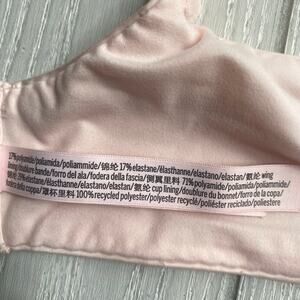 17% polyamide/poliamida/poliammide/锦纶 17% elastane/élasthanne/elastano/elastan/氨纶 wing
lining/doublure bande/forro del ala/fodera della fascia/侧翼里料 71% polyamide/poliamida/poliammide/
锦纶 29% elastane/élasthanne/elastano/elastan/氨纶 cup lining/doublure du bonnet/forro de la copa/
fodera della coppa/罩杯里料 100% recycled polyester/polyester recyclé/poliéster reciclado/poliestere